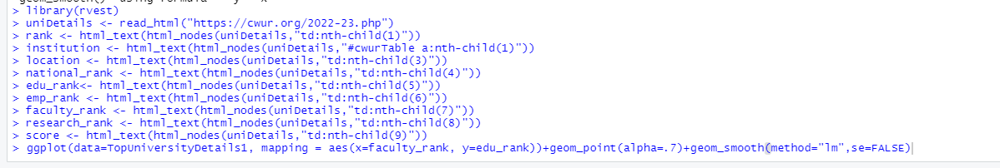 geom_smooth() using formula = 'y ~ x'
> library(rvest)
> uniDetails <- read_html("https://cwur.org/2022-23.php")
> rank <- html_text(html_nodes(uniDetails,"td:nth-child(1)"))
> institution <- html_text(html_nodes(uniDetails,"#cwurTable a:nth-child(1)"))
> location <- html_text(html_nodes(uniDetails,"td:nth-child(3)"))
> national_rank <- html_text(html_nodes(uniDetails,"td:nth-child(4)"))
> edu_rank<- html_text(html_nodes(uniDetails,"td:nth-child(5)"))
> emp_rank <- html_text(html_nodes(uniDetails,"td:nth-child(6)"))
> faculty_rank <- html_text(html_nodes(uniDetails,"td:nth-child(7)"))
> research_rank <- html_text(html_nodes(uniDetails,"td:nth-child(8)"))
> score <- html_text(html_nodes(uniDetails,"td:nth-child(9)"))
> ggplot(data=TopUniversityDetails1, mapping = aes(x=faculty_rank, y=edu_rank))+geom_point(alpha=.7)+geom_smooth(method="lm",se=FALSE)